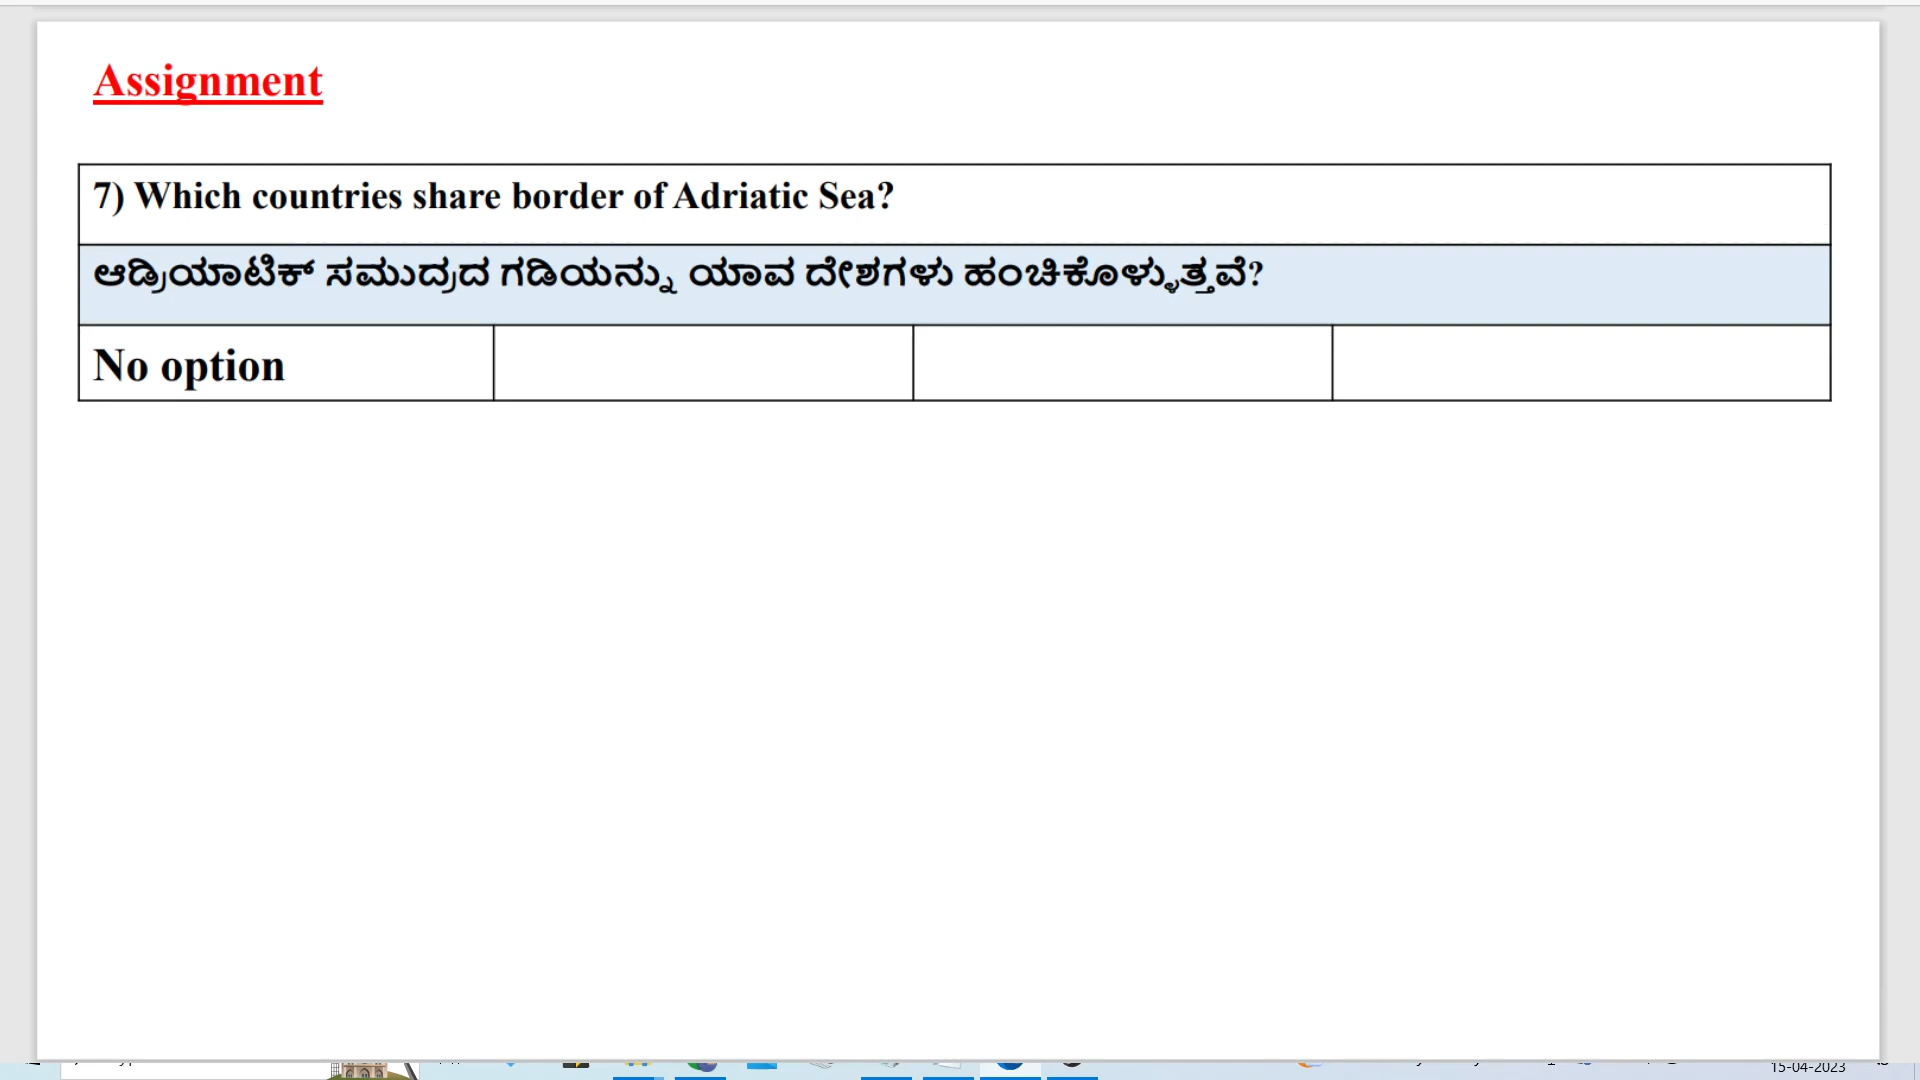 Assignment
7) Which countries share border of Adriatic Sea?
ಆಡ್ರಿಯಾಟಿಕ್ ಸಮುದ್ರದ ಗಡಿಯನ್ನು ಯಾವ ದೇಶಗಳು ಹಂಚಿಕೊಳ್ಳುತ್ತವೆ?
No option
15-04-2023